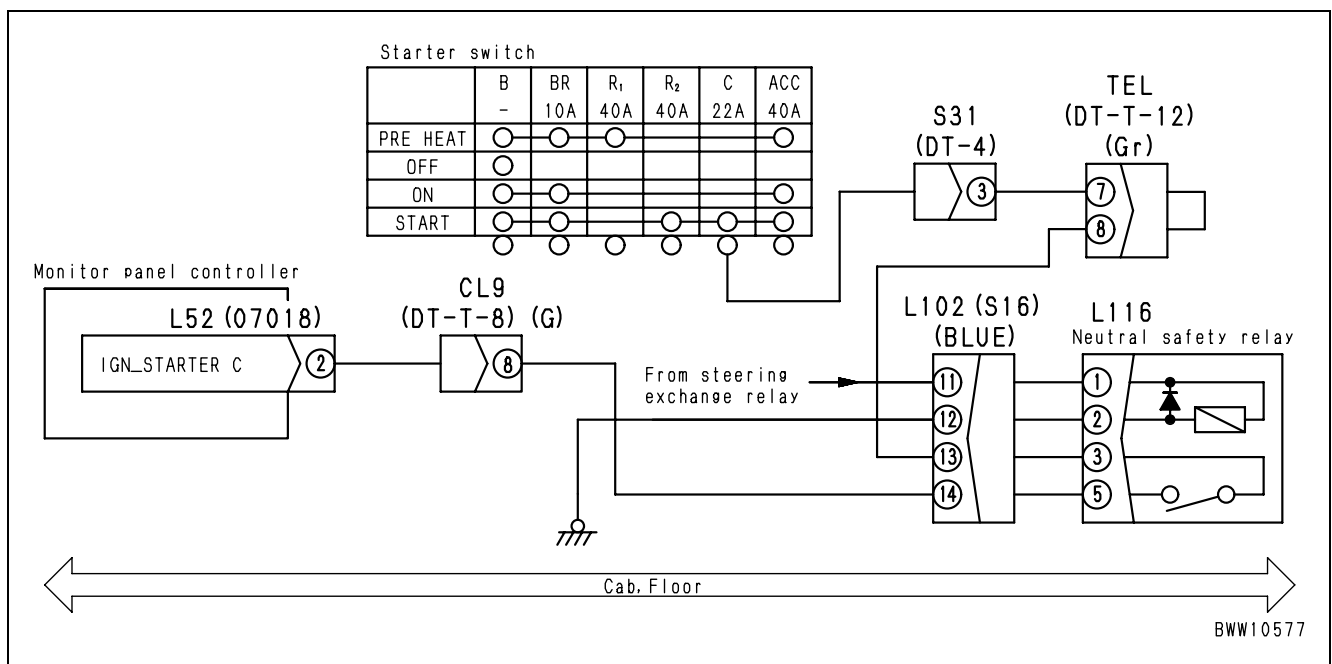 Starter switch
B BR R₁ R₂ C ACC
- 10A 40A 40A 22A 40A
PRE HEAT
OFF
ON
START
S31
(DT-4)
3
TEL
(DT-T-12)
(Gr)
7
8
Monitor panel controller
L52 (07018)
IGN_STARTER C
2
CL9
(DT-T-8) (G)
8
From steering
exchange relay
L102 (S16)
(BLUE)
11
12
13
14
L116
Neutral safety relay
1
2
3
5
Cab, Floor
BWW10577